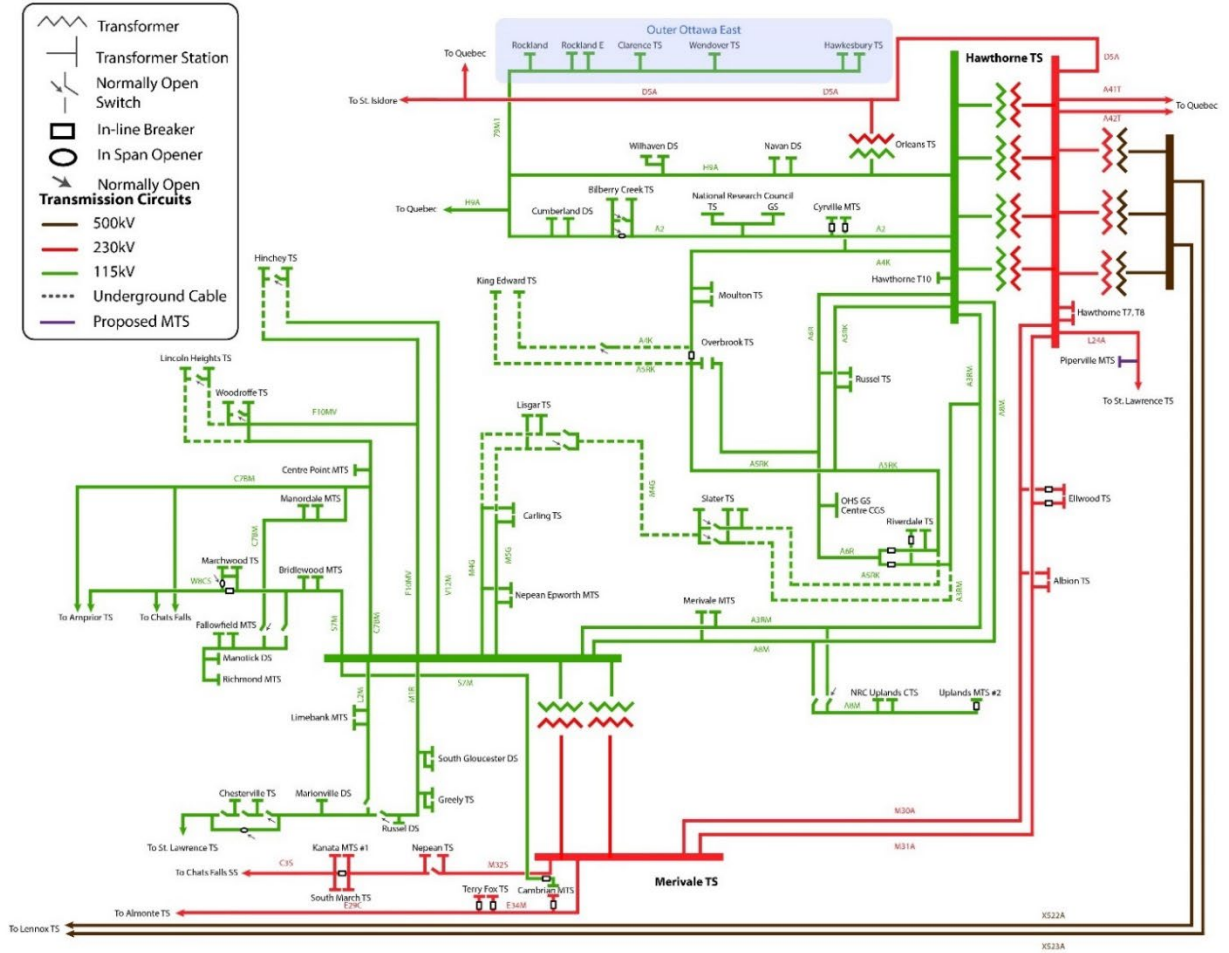 Transformer
Transformer Station
Normally Open
Switch
In-line Breaker
In Span Opener
Normally Open
Transmission Circuits
500kV
230kV
115kV
Underground Cable
Proposed MTS
Outer Ottawa East
Rockland
Rockland E
Clarence TS
Wendover TS
Hawkesbury TS
To Quebec
To St. Isidore
D5A
D5A
Hawthorne TS
D5A
A41T
A42T
To Quebec
79M1
Orleans TS
Wilhaven DS
Navan DS
H9A
To Quebec
H9A
Cumberland DS
Bilberry Creek TS
National Research Council
TS
GS
Cyrville MTS
A2
A2
A4K
Hawthorne T10
Hinchey TS
King Edward TS
Moulton TS
Overbrook TS
A4K
A5RK
A6R
A5RK
Russel TS
A3RM
A8M
Hawthorne T7, T8
L24A
Piperville MTS
To St. Lawrence TS
Lincoln Heights TS
Woodroffe TS
F10MV
Lisgar TS
Centre Point MTS
C7BM
Manordale MTS
C7BM
F10MV
V12M
M4G
M5G
Carling TS
M4G
Slater TS
A5RK
A5RK
OHS GS
Centre CGS
Riverdale TS
A6R
A5RK
A3RM
Ellwood TS
Albion TS
Marchwood TS
W8CS
Bridlewood MTS
To Arnprior TS
To Chats Falls
Fallowfield MTS
Manotick DS
Richmond MTS
S7M
C7BM
Nepean Epworth MTS
Merivale MTS
A3RM
A8M
S7M
L2M
M1R
Limebank MTS
NRC Uplands CTS
Uplands MTS #2
A8M
South Gloucester DS
Greely TS
Chesterville TS
Marionville DS
Russel DS
To St. Lawrence TS
M30A
M31A
Kanata MTS #1
Nepean TS
C3S
M32S
To Chats Falls SS
South March TS
E29C
Terry Fox TS
E34M
Cambrian MTS
Merivale TS
To Almonte TS
To Lennox TS
X522A
X523A